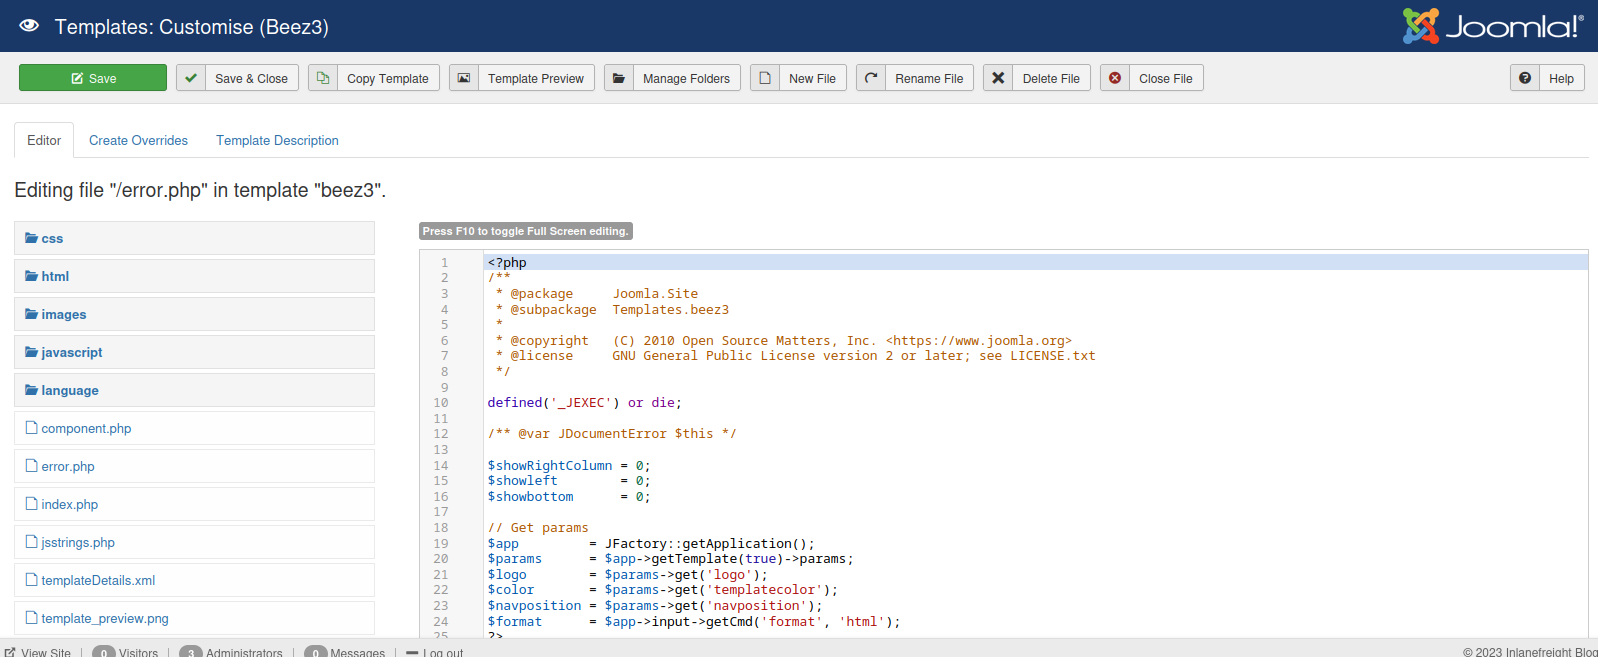 Templates: Customise (Beez3)
Joomla!®
Save
Save & Close
Copy Template
Template Preview
Manage Folders
New File
Rename File
Delete File
Close File
Help
Editor
Create Overrides
Template Description
Editing file "/error.php" in template "beez3".
css
html
images
javascript
language
component.php
error.php
index.php
jsstrings.php
templateDetails.xml
template_preview.png
Press F10 to toggle Full Screen editing.
1 <?php
2 /**
3  * @package     Joomla.Site
4  * @subpackage  Templates.beez3
5  *
6  * @copyright   (C) 2010 Open Source Matters, Inc. <https://www.joomla.org>
7  * @license     GNU General Public License version 2 or later; see LICENSE.txt
8  */
9
10 defined('_JEXEC') or die;
11
12 /** @var JDocumentError $this */
13
14 $showRightColumn = 0;
15 $showleft        = 0;
16 $showbottom      = 0;
17
18 // Get params
19 $app         = JFactory::getApplication();
20 $params      = $app->getTemplate(true)->params;
21 $logo        = $params->get('logo');
22 $color       = $params->get('templatecolor');
23 $navposition = $params->get('navposition');
24 $format      = $app->input->getCmd('format', 'html');
25 ?>
View Site | 0 Visitors | 3 Administrators | 0 Messages | Log out
© 2023 Inlanefreight Blog